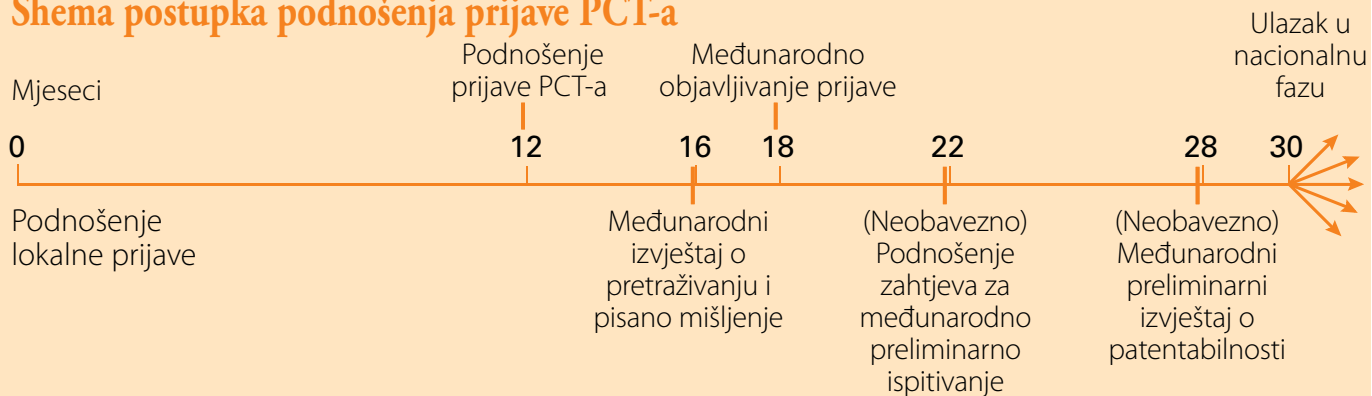 Shema postupka podnošenja prijave PCT-a
Mjeseci
0
Podnošenje
lokalne prijave
Podnošenje
prijave PCT-a
12
16
Međunarodni
izvještaj o
pretraživanju i
pisano mišljenje
Međunarodno
objavljivanje prijave
18
22
(Neobavezno)
Podnošenje
zahtjeva za
međunarodno
preliminarno
ispitivanje
28
(Neobavezno)
Međunarodni
preliminarni
izvještaj o
patentabilnosti
Ulazak u
nacionalnu
fazu
30